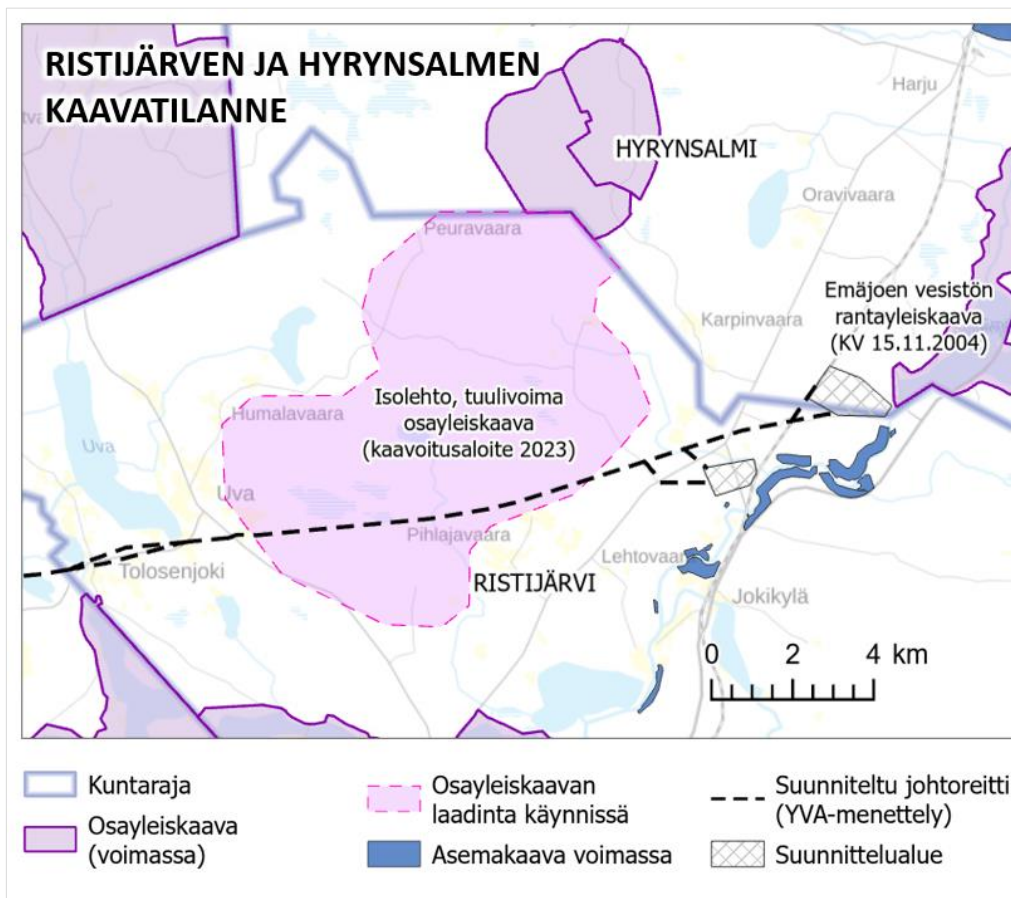 RISTIJÄRVEN JA HYRYNSALMEN
KAAVATILANNE
Harju
HYRYNSALMI
Oravivaara
Peuravaara
Emäjoen vesistön
rantayleiskaava
(KV 15.11.2004)
Karpinvaara
Isolehto, tuulivoima
osayleiskaava
(kaavoitusaloite 2023)
Humalavaara
Uva
Uva
Pihlajavaara
Tolosenjoki
RISTIJÄRVI
Lehtovaara
Jokikylä
0 2 4 km
Kuntaraja
Osayleiskaava
(voimassa)
Osayleiskaavan
laadinta käynnissä
Asemakaava voimassa
Suunniteltu johtoreitti
(YVA-menettely)
Suunnittelualue